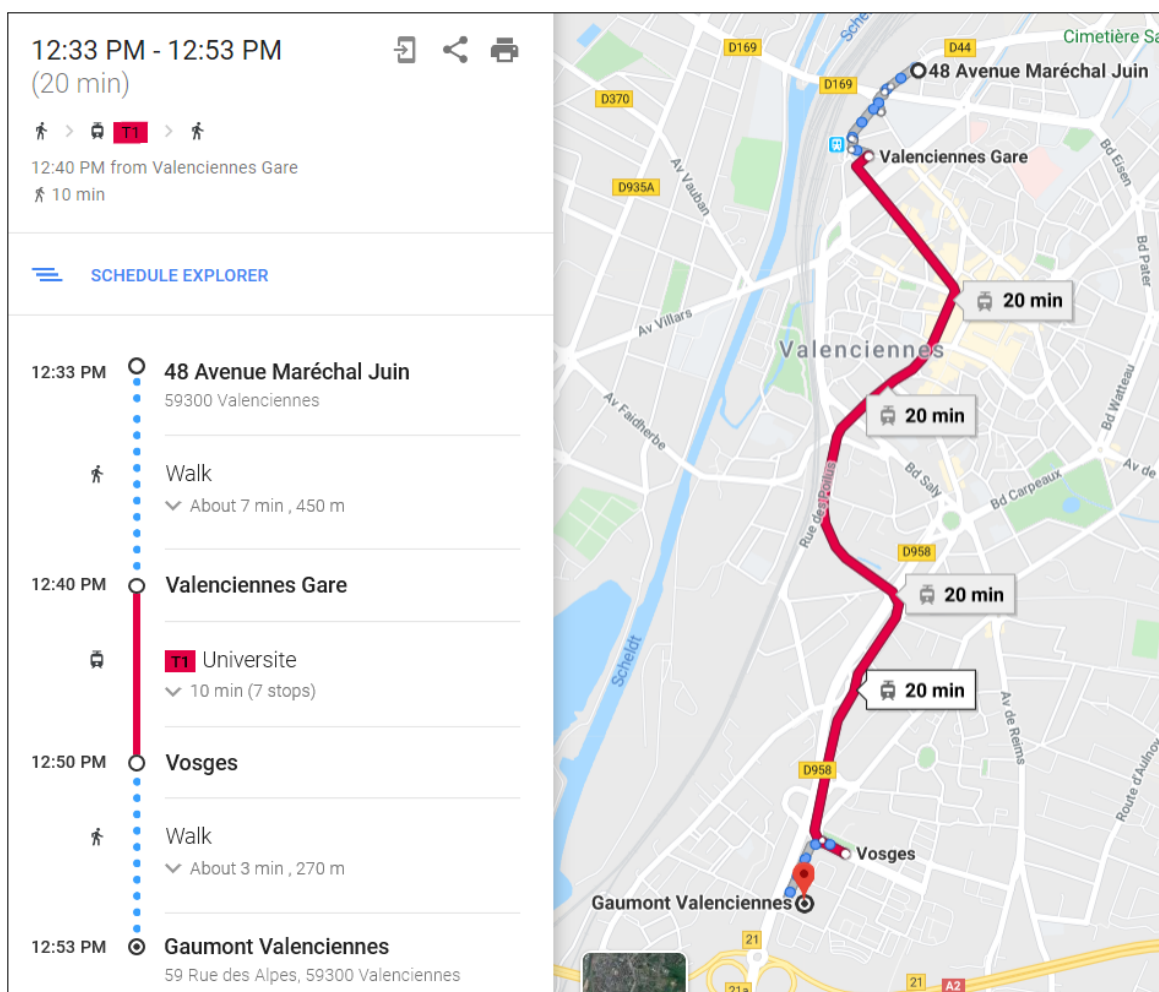 12:33 PM - 12:53 PM
(20 min)
T1
12:40 PM from Valenciennes Gare
10 min
SCHEDULE EXPLORER
12:33 PM
48 Avenue Maréchal Juin
59300 Valenciennes
Walk
About 7 min , 450 m
12:40 PM
Valenciennes Gare
T1 Universite
10 min (7 stops)
12:50 PM
Vosges
Walk
About 3 min , 270 m
12:53 PM
Gaumont Valenciennes
59 Rue des Alpes, 59300 Valenciennes
D169
D44
Cimetière Sa
48 Avenue Maréchal Juin
D169
D370
Valenciennes Gare
Bd Eisen
D935A
Av Vauban
Bd Pater
20 min
Av Villars
Valenciennes
Bd Watteau
20 min
Av Faidherbe
Bd Saly
Av de
Bd Carpeaux
Rue des Poilus
D958
20 min
Scheldt
20 min
Av de Reims
D958
Route d'Aulnoy
Vosges
Gaumont Valenciennes
21
21
A2
21a